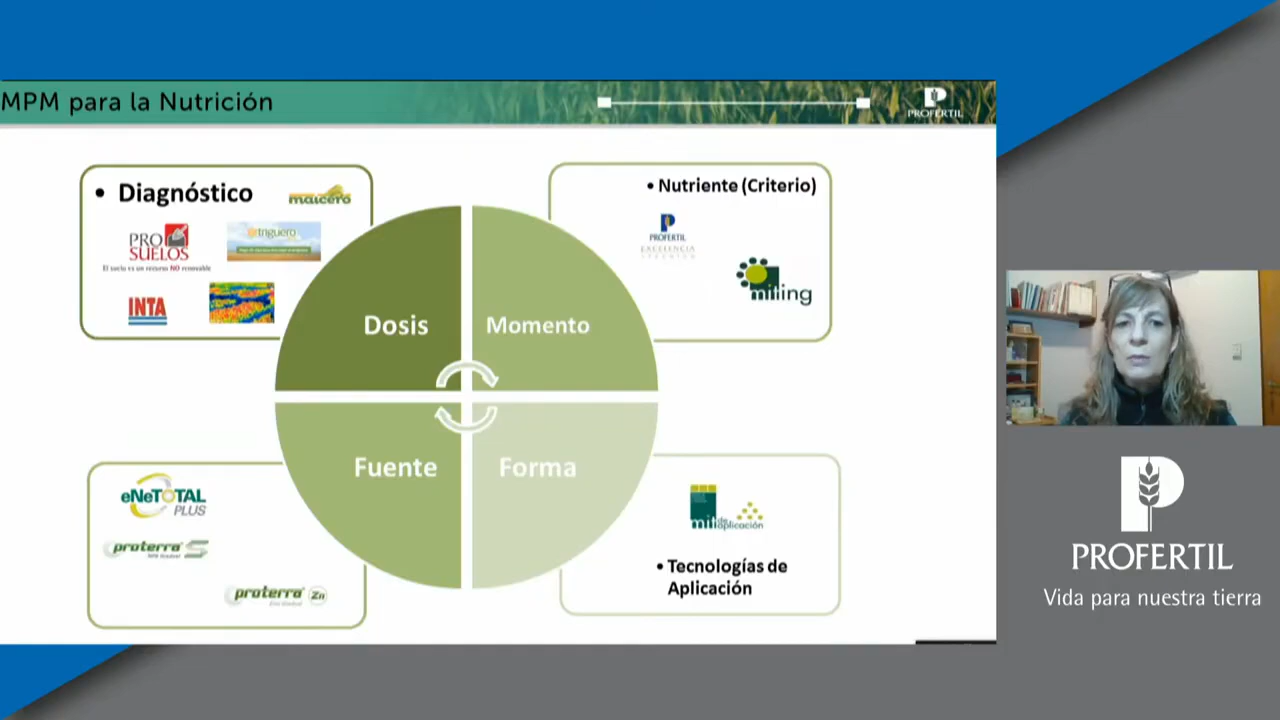 MPM para la Nutrición
PROFERTIL
• Diagnóstico
maicero
PRO
SUELOS
El suelo es un recurso NO renovable
triguero
INTA
• Nutriente (Criterio)
PROFERTIL
EXCELENCIA
miling
Dosis
Momento
Fuente
Forma
eNeTOTAL
PLUS
proterra S
proterra Zn
mit de aplicación
• Tecnologías de
Aplicación
PROFERTIL
Vida para nuestra tierra